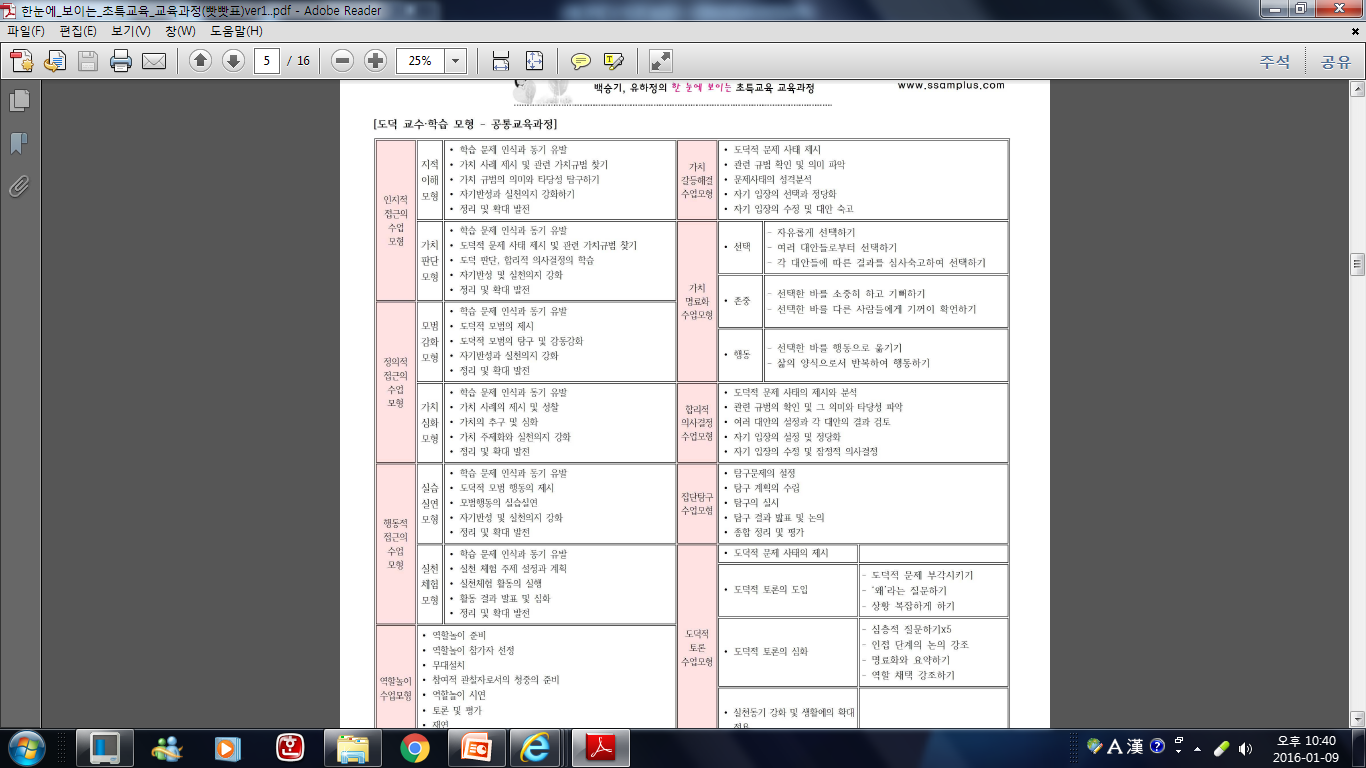 한눈에_보이는_초특교육_교육과정(빳빳표)ver1..pdf - Adobe Reader
파일(F) 편집(E) 보기(V) 창(W) 도움말(H)
5 / 16 25% 주석 공유
백승기, 유하정의 한 눈에 보이는 초특교육 교육과정 www.ssamplus.com
[도덕 교수·학습 모형 - 공통교육과정]
인지적
접근의
수업
모형
지적
이해
모형
• 학습 문제 인식과 동기 유발
• 가치 사례 제시 및 관련 가치규범 찾기
• 가치 규범의 의미와 타당성 탐구하기
• 자기반성과 실천의지 강화하기
• 정리 및 확대 발전
가치
판단
모형
• 학습 문제 인식과 동기 유발
• 도덕적 문제 사태 제시 및 관련 가치규범 찾기
• 도덕 판단, 합리적 의사결정의 학습
• 자기반성 및 실천의지 강화
• 정리 및 확대 발전
정의적
접근의
수업
모형
모범
감화
모형
• 학습 문제 인식과 동기 유발
• 도덕적 모범의 제시
• 도덕적 모범의 탐구 및 감동감화
• 자기반성과 실천의지 강화
• 정리 및 확대 발전
가치
심화
모형
• 학습 문제 인식과 동기 유발
• 가치 사례의 제시 및 성찰
• 가치의 추구 및 심화
• 가치 주제화와 실천의지 강화
• 정리 및 확대 발전
행동적
접근의
수업
모형
실습
실연
모형
• 학습 문제 인식과 동기 유발
• 도덕적 모범 행동의 제시
• 모범행동의 실습실연
• 자기반성 및 실천의지 강화
• 정리 및 확대 발전
실천
체험
모형
• 학습 문제 인식과 동기 유발
• 실천 체험 주제 설정과 계획
• 실천체험 활동의 실행
• 활동 결과 발표 및 심화
• 정리 및 확대 발전
역할놀이
수업모형
• 역할놀이 준비
• 역할놀이 참가자 선정
• 무대설치
• 참여적 관찰자로서의 청중의 준비
• 역할놀이 시연
• 토론 및 평가
• 재연
가치
갈등해결
수업모형
• 도덕적 문제 사태 제시
• 관련 규범 확인 및 의미 파악
• 문제사태의 성격분석
• 자기 입장의 선택과 정당화
• 자기 입장의 수정 및 대안 숙고
가치
명료화
수업모형
• 선택
- 자유롭게 선택하기
- 여러 대안들로부터 선택하기
- 각 대안들에 따른 결과를 심사숙고하여 선택하기
• 존중
- 선택한 바를 소중히 하고 기뻐하기
- 선택한 바를 다른 사람들에게 기꺼이 확언하기
• 행동
- 선택한 바를 행동으로 옮기기
- 삶의 양식으로서 반복하여 행동하기
합리적
의사결정
수업모형
• 도덕적 문제 사태의 제시와 분석
• 관련 규범의 확인 및 그 의미와 타당성 파악
• 여러 대안의 설정과 각 대안의 결과 검토
• 자기 입장의 설정 및 정당화
• 자기 입장의 수정 및 잠정적 의사결정
집단탐구
수업모형
• 탐구문제의 설정
• 탐구 계획의 수립
• 탐구의 실시
• 탐구 결과 발표 및 논의
• 종합 정리 및 평가
도덕적
토론
수업모형
• 도덕적 문제 사태의 제시
• 도덕적 토론의 도입
- 도덕적 문제 부각시키기
- '왜'라는 질문하기
- 상황 복잡하게 하기
• 도덕적 토론의 심화
- 심층적 질문하기x5
- 인접 단계의 논의 강조
- 명료화와 요약하기
- 역할 채택 강조하기
• 실천동기 강화 및 생활에의 확대
A 漢
오후 10:40
2016-01-09